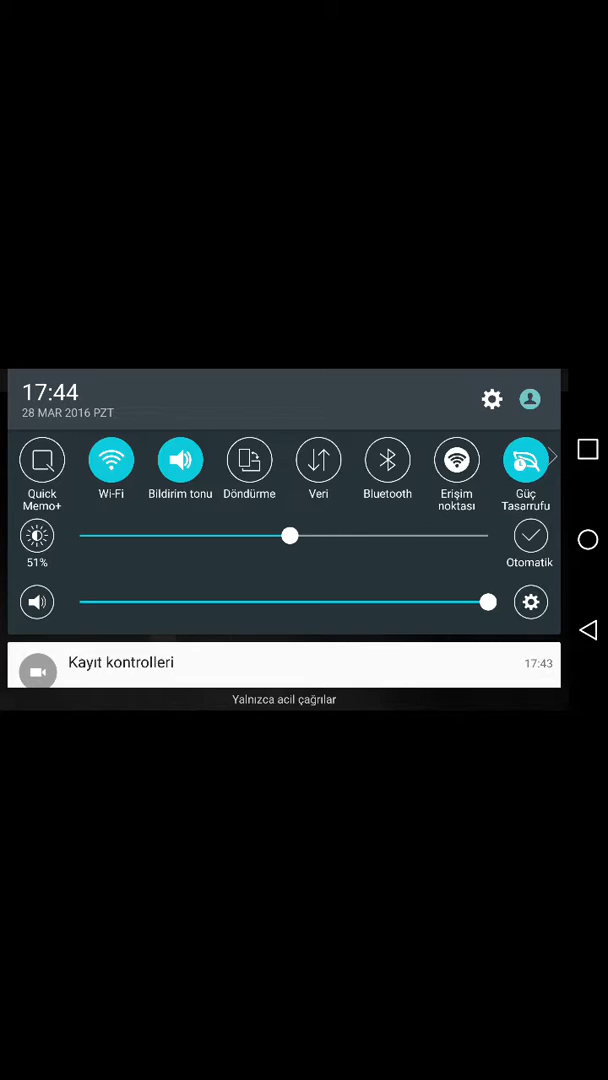 17:44
28 MAR 2016 PZT
Quick Memo+
Wi-Fi
Bildirim tonu
Döndürme
Veri
Bluetooth
Erişim noktası
Güç Tasarrufu
51%
Otomatik
Kayıt kontrolleri
17:43
Yalnızca acil çağrılar